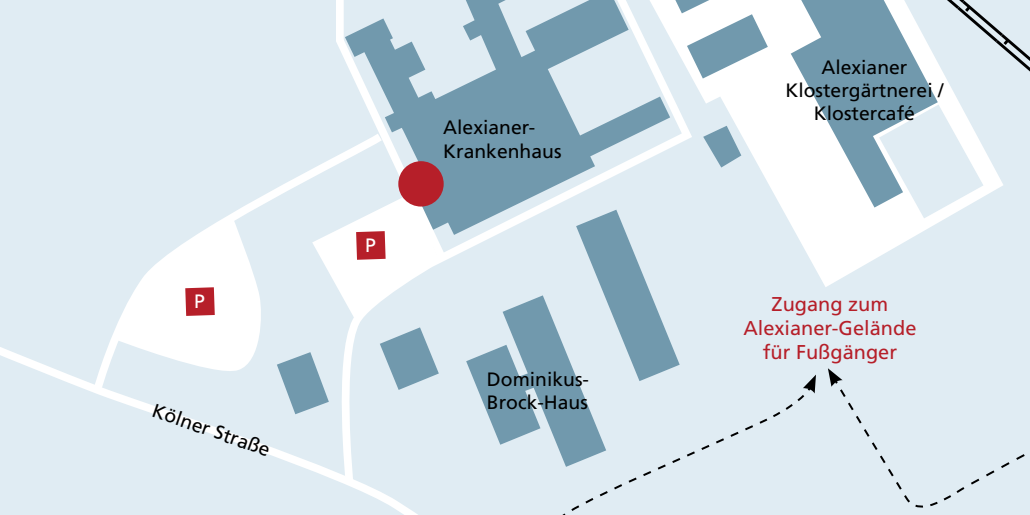 Alexianer
Klostergärtnerei /
Klostercafé
Alexianer-
Krankenhaus
P
P
Zugang zum
Alexianer-Gelände
für Fußgänger
Dominikus-
Brock-Haus
Kölner Straße